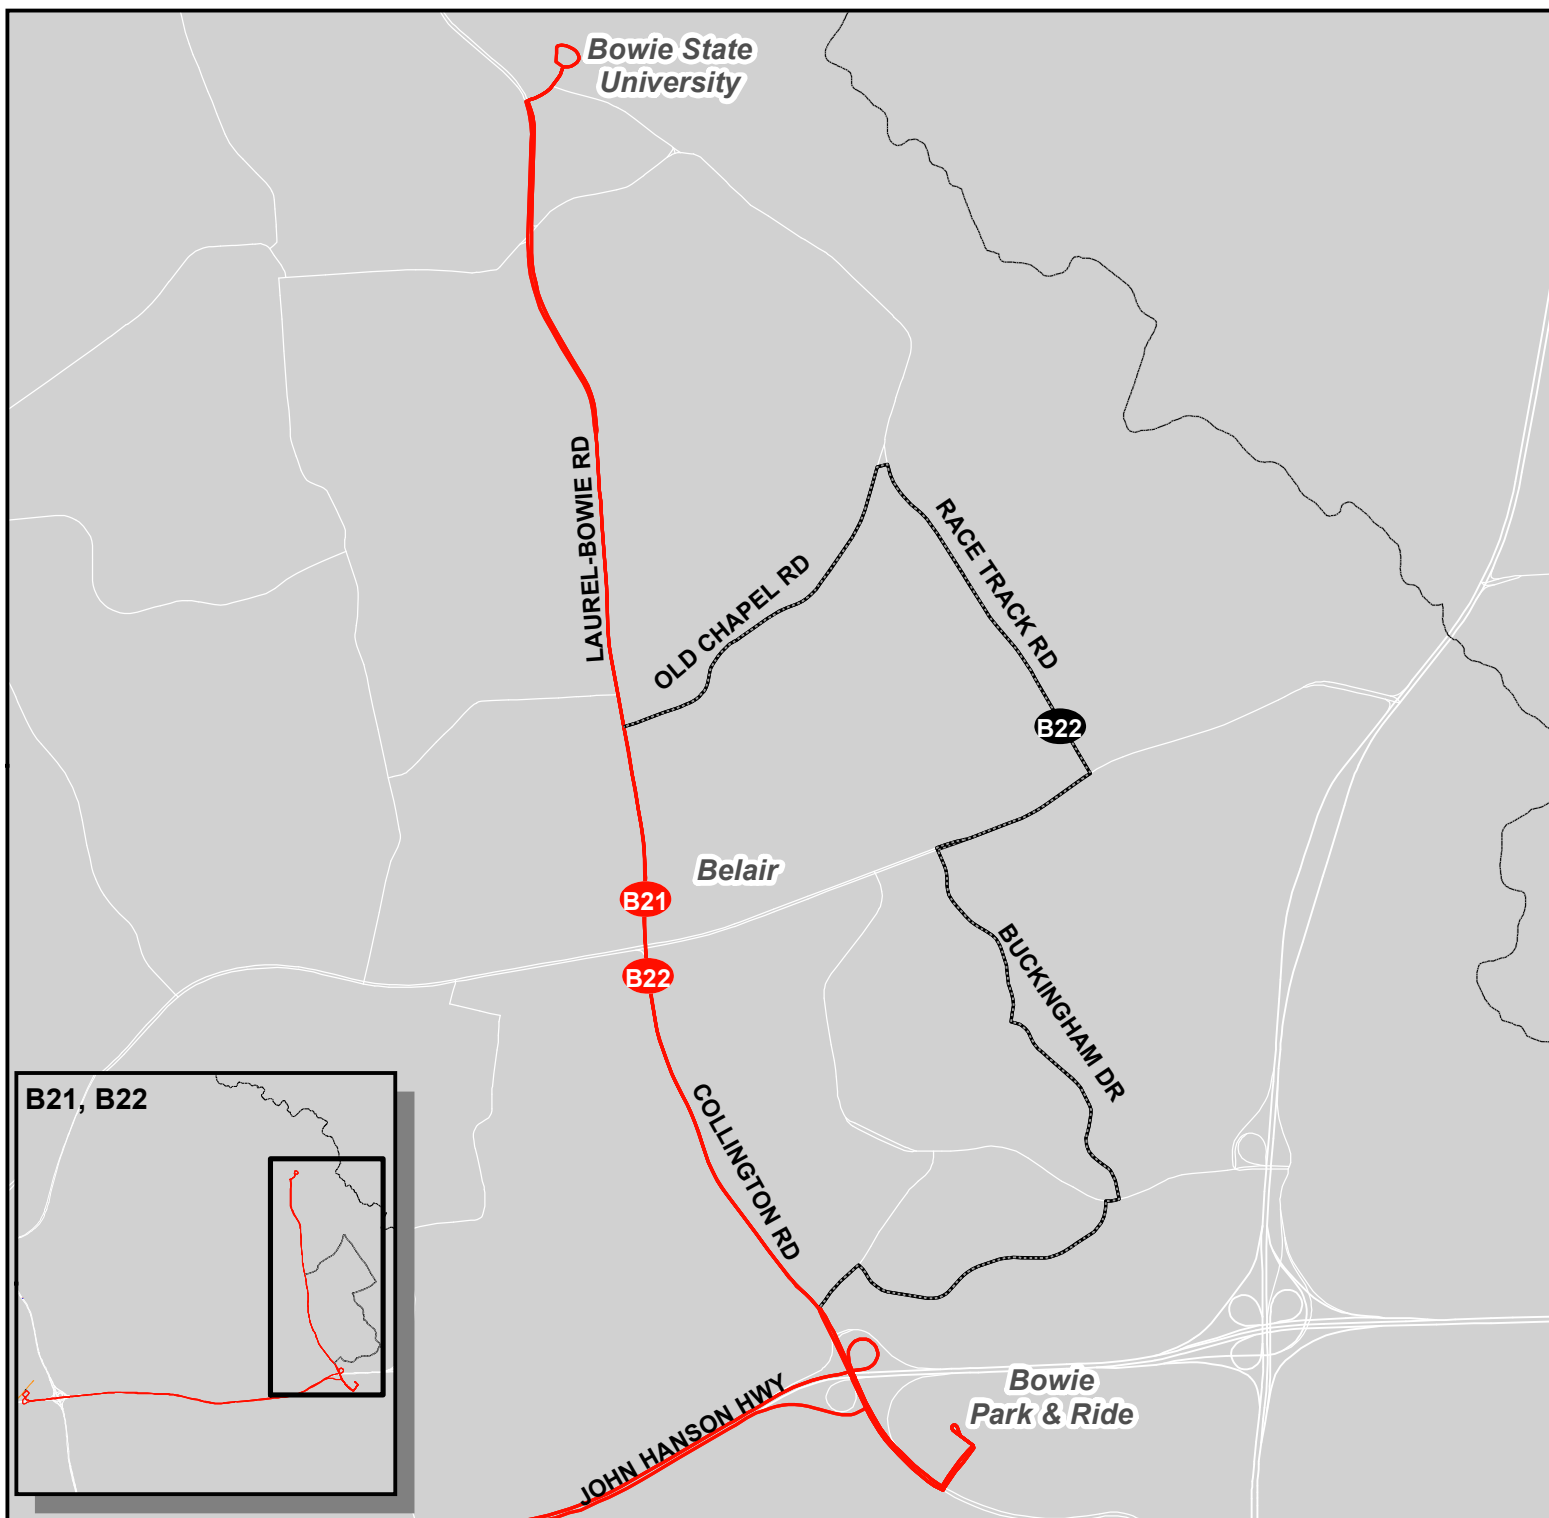 Bowie State
University
LAUREL-BOWIE RD
OLD CHAPEL RD
RACE TRACK RD
B22
Belair
B21
B22
BUCKINGHAM DR
COLLINGTON RD
B21, B22
Bowie
Park & Ride
JOHN HANSON HWY